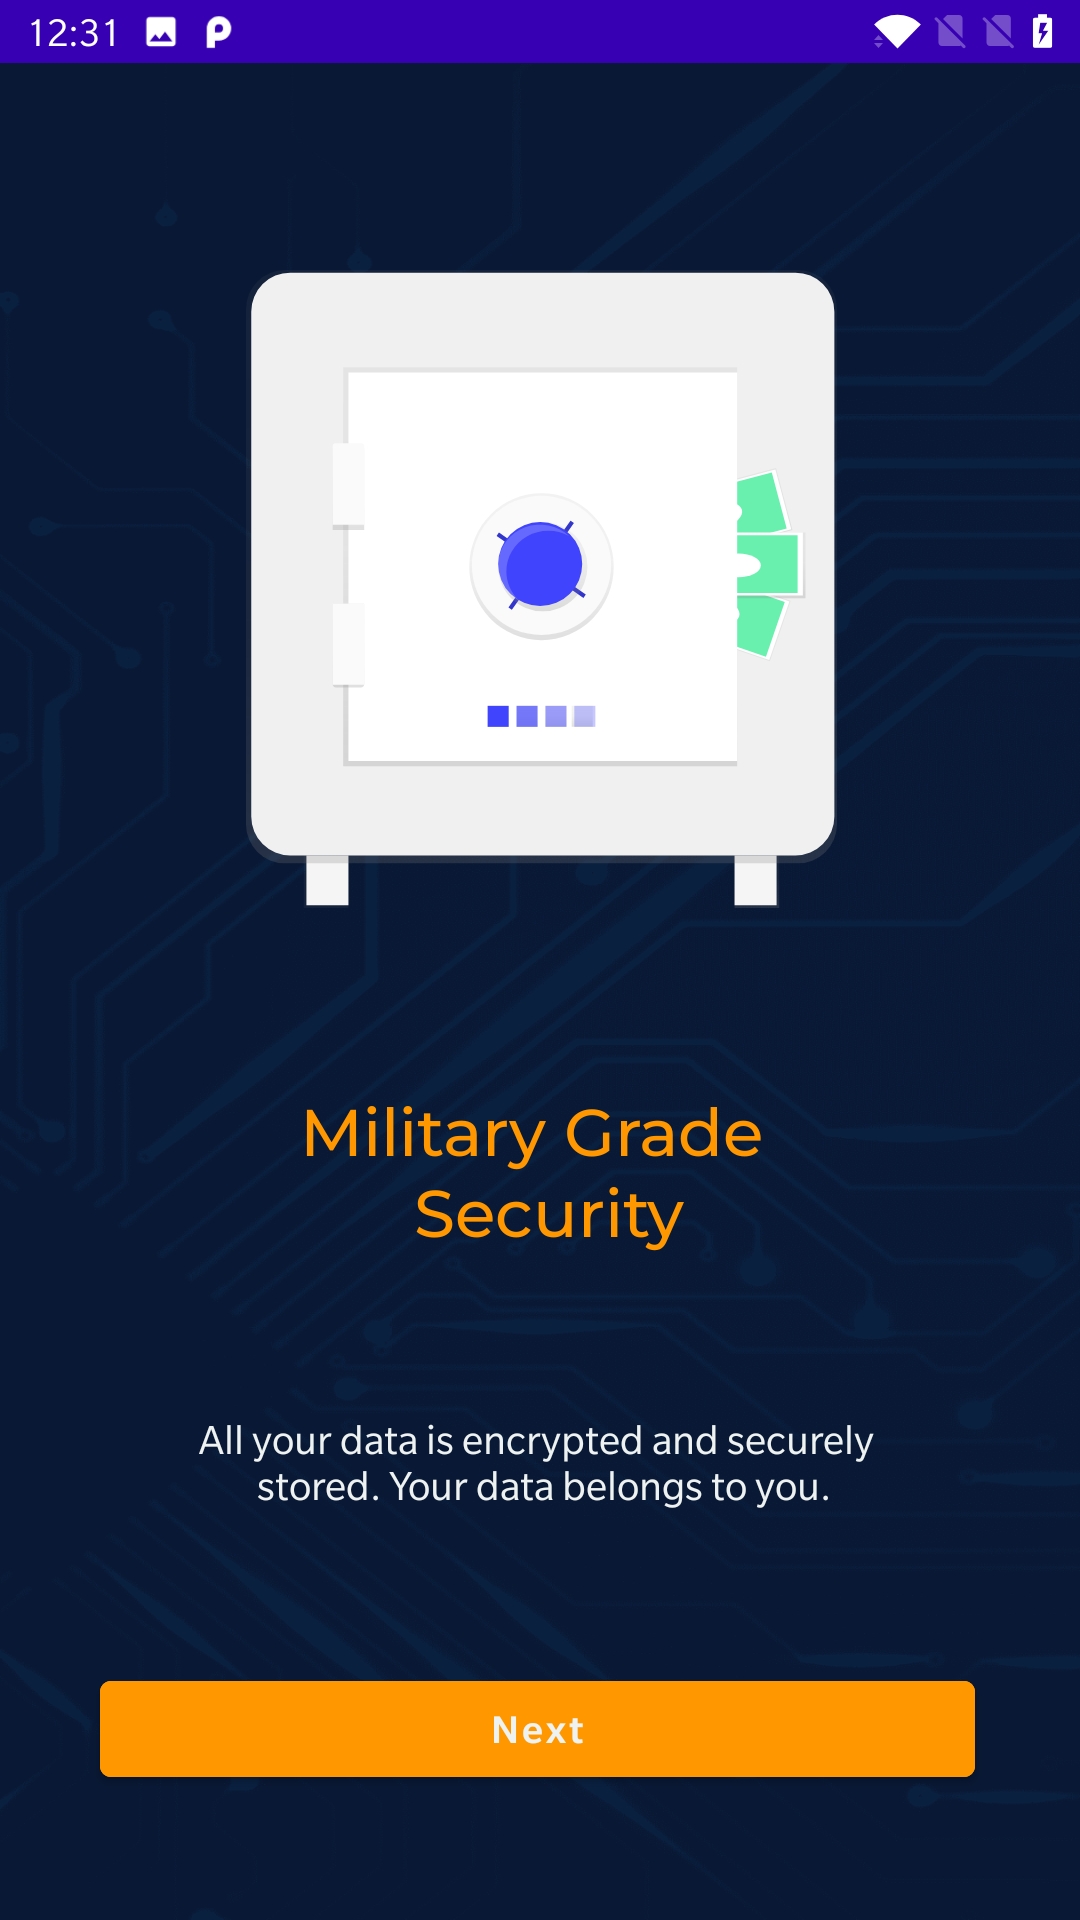 12:31
Military Grade
Security
All your data is encrypted and securely
stored. Your data belongs to you.
Next